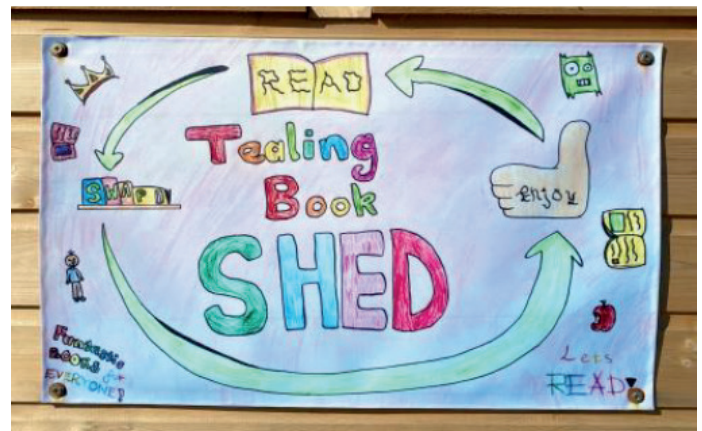 READ
Tealing
Book
SHED
SWAP
enjoy
Fantastic
BOOKS for
EVERYONE!
Lets
READ